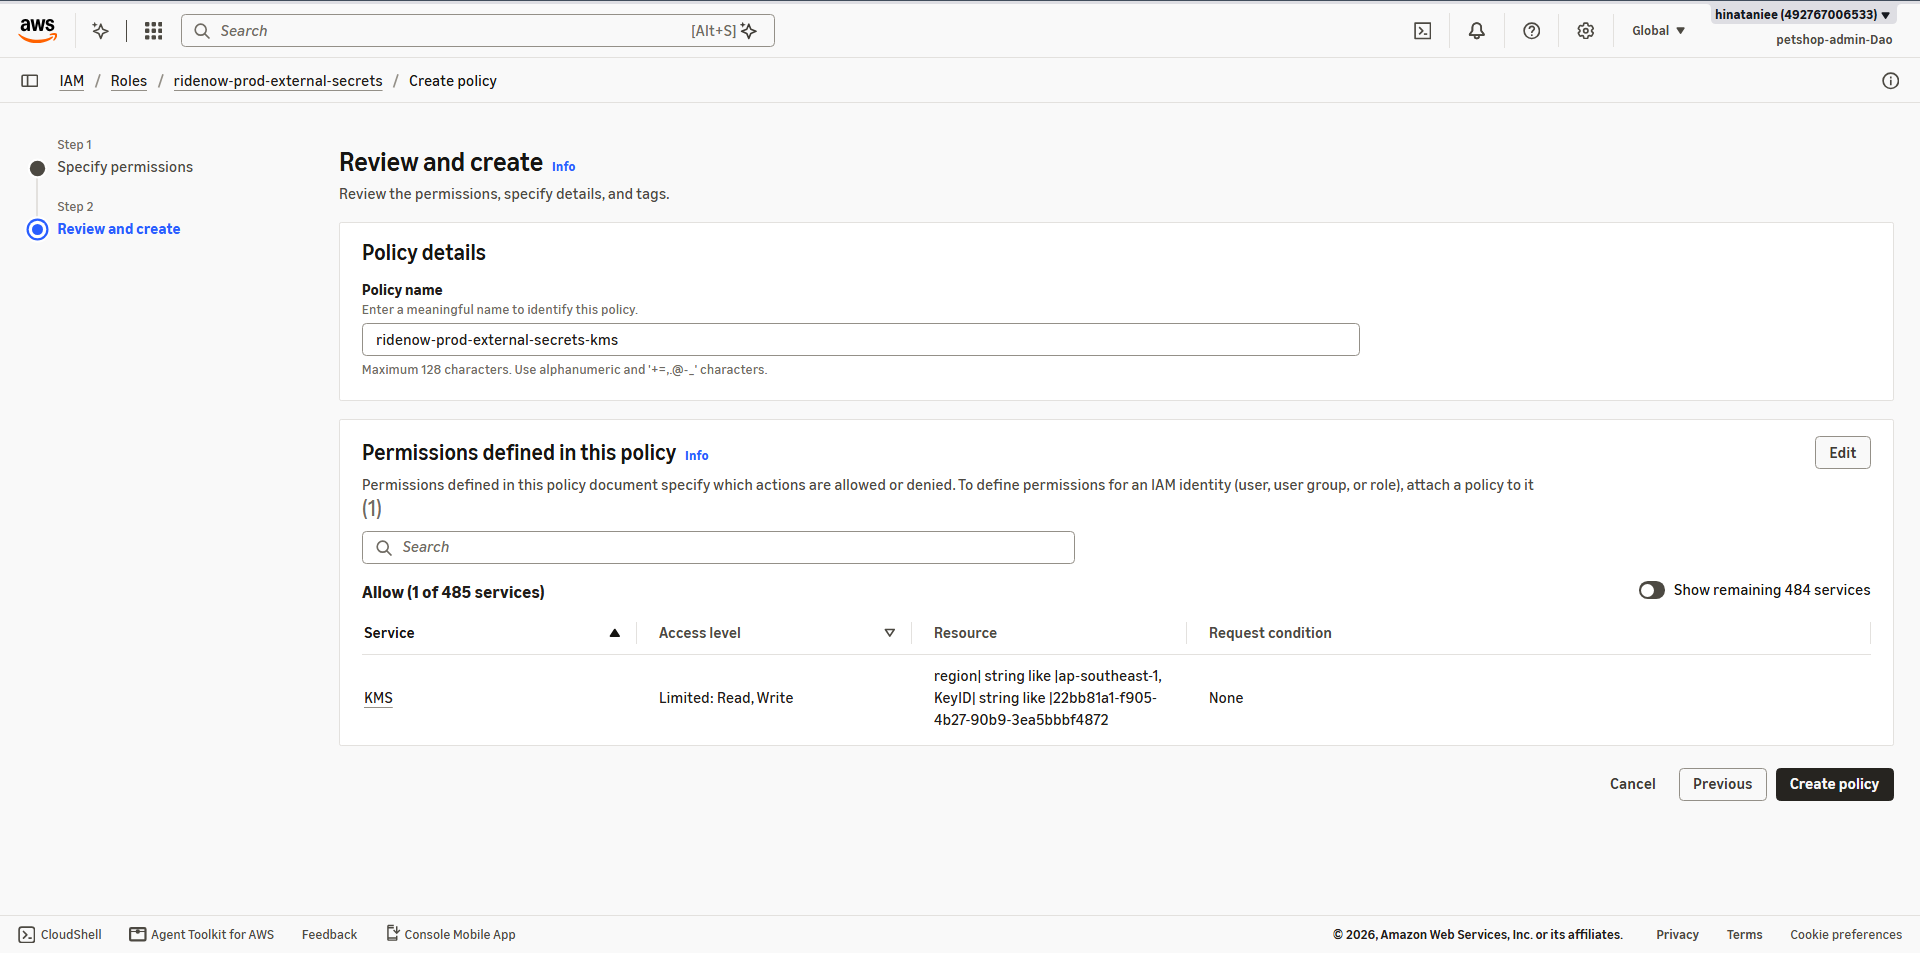 aws
Search
[Alt+S]
Global
hinataniee (492767006533)
petshop-admin-Dao
IAM / Roles / ridenow-prod-external-secrets / Create policy
Step 1
Specify permissions
Step 2
Review and create
Review and create Info
Review the permissions, specify details, and tags.
Policy details
Policy name
Enter a meaningful name to identify this policy.
ridenow-prod-external-secrets-kms
Maximum 128 characters. Use alphanumeric and '+=,.@-_' characters.
Permissions defined in this policy Info
Edit
Permissions defined in this policy document specify which actions are allowed or denied. To define permissions for an IAM identity (user, user group, or role), attach a policy to it
(1)
Search
Allow (1 of 485 services)
Show remaining 484 services
Service Access level Resource Request condition
KMS
Limited: Read, Write
region| string like |ap-southeast-1,
KeyID| string like |22bb81a1-f905-
4b27-90b9-3ea5bbbf4872
None
Cancel
Previous
Create policy
CloudShell
Agent Toolkit for AWS
Feedback
Console Mobile App
© 2026, Amazon Web Services, Inc. or its affiliates.
Privacy
Terms
Cookie preferences